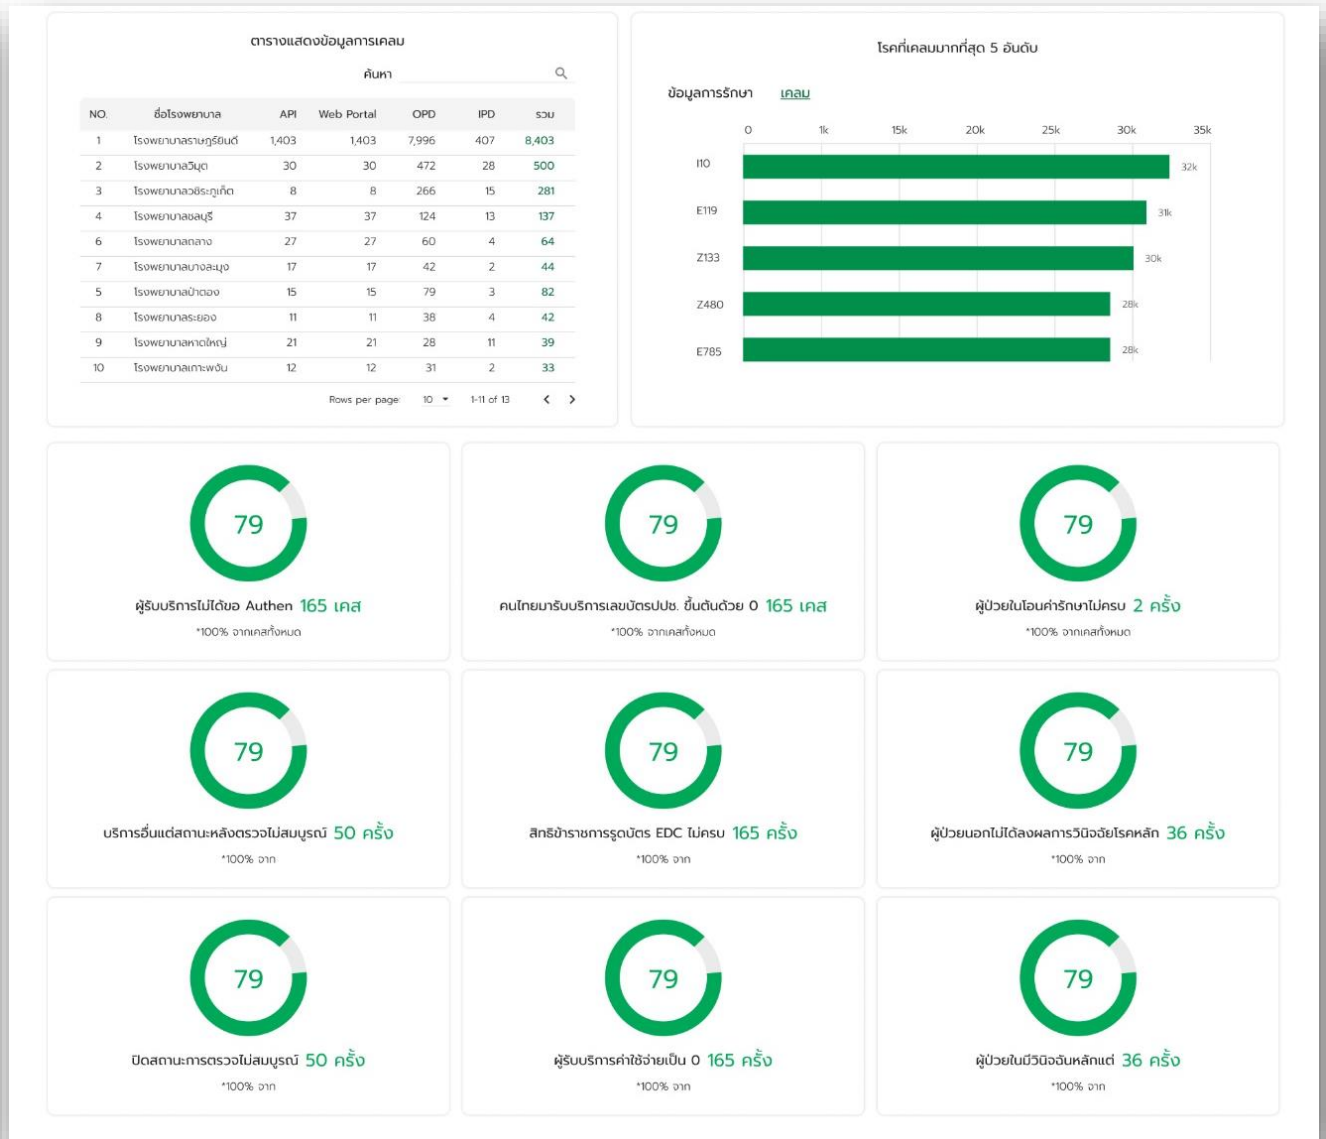 ตารางแสดงข้อมูลการเคลม
ค้นหา
NO. ชื่อโรงพยาบาล API Web Portal OPD IPD รวม
1 โรงพยาบาลราษฎร์ยินดี 1,403 1,403 7,996 407 8,403
2 โรงพยาบาลวิมุต 30 30 472 28 500
3 โรงพยาบาลวชิระภูเก็ต 8 8 266 15 281
4 โรงพยาบาลชลบุรี 37 37 124 13 137
6 โรงพยาบาลถลาง 27 27 60 4 64
7 โรงพยาบาลบางละมุง 17 17 42 2 44
5 โรงพยาบาลป่าตอง 15 15 79 3 82
8 โรงพยาบาลระยอง 11 11 38 4 42
9 โรงพยาบาลหาดใหญ่ 21 21 28 11 39
10 โรงพยาบาลเกาะพงัน 12 12 31 2 33
Rows per page: 10 1-11 of 13
โรคที่เคลมมากที่สุด 5 อันดับ
ข้อมูลการรักษา เคลม
0 1k 15k 20k 25k 30k 35k
I10 32k
E119 31k
Z133 30k
Z480 28k
E785 28k
79 79 79
ผู้รับบริการไม่ได้ขอ Authen 165 เคส
*100% จากเคสทั้งหมด
คนไทยมารับบริการเลขบัตรปปช. ขึ้นต้นด้วย 0 165 เคส
*100% จากเคสทั้งหมด
ผู้ป่วยในโอนค่ารักษาไม่ครบ 2 ครั้ง
*100% จากเคสทั้งหมด
79 79 79
บริการอื่นแต่สถานะหลังตรวจไม่สมบูรณ์ 50 ครั้ง
*100% จาก
สิทธิข้าราชการรูดบัตร EDC ไม่ครบ 165 ครั้ง
*100% จาก
ผู้ป่วยนอกไม่ได้ลงผลการวินิจฉัยโรคหลัก 36 ครั้ง
*100% จาก
79 79 79
ปิดสถานะการตรวจไม่สมบูรณ์ 50 ครั้ง
*100% จาก
ผู้รับบริการค่าใช้จ่ายเป็น 0 165 ครั้ง
*100% จาก
ผู้ป่วยในมีวินิจฉันหลักแต่ 36 ครั้ง
*100% จาก